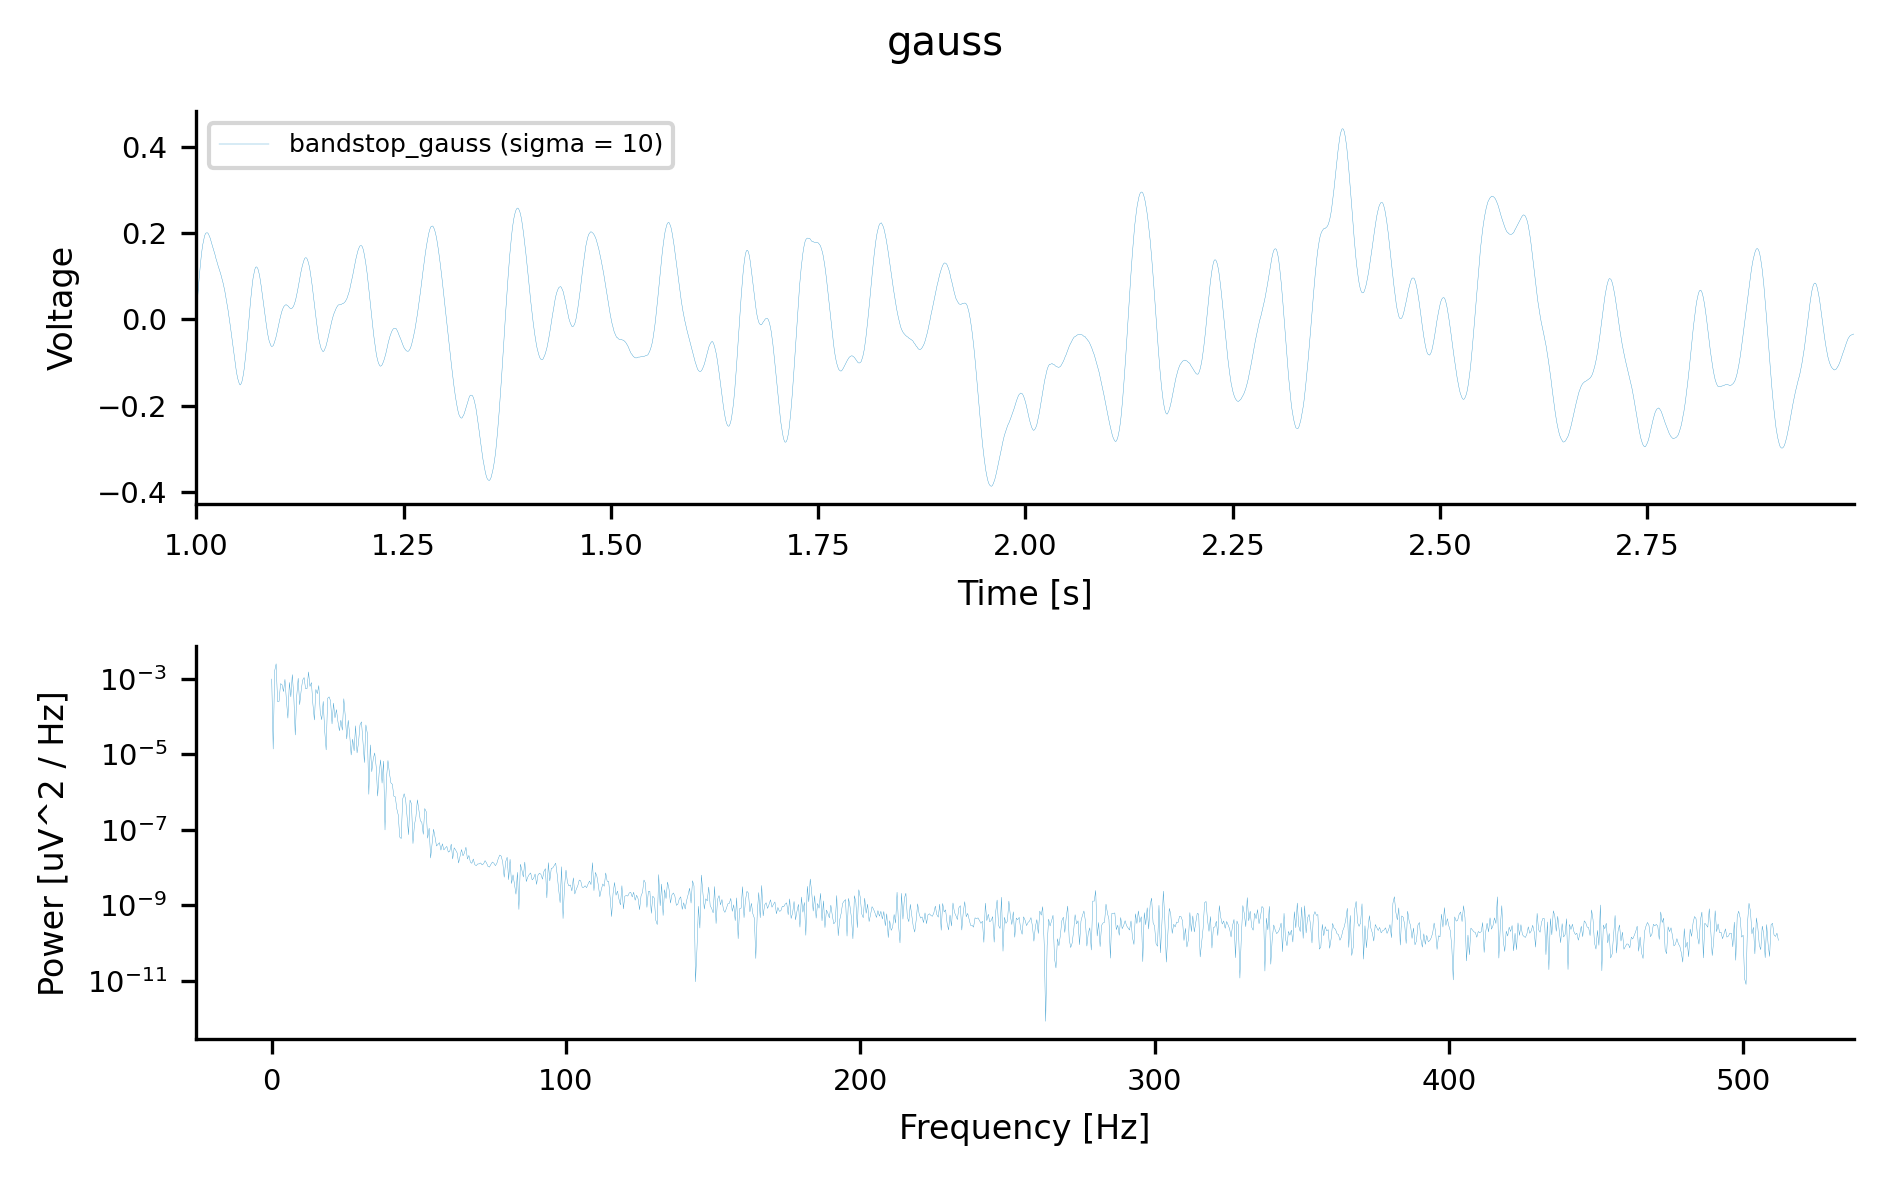 gauss
bandstop_gauss (sigma = 10)
Voltage
0.4
0.2
0.0
−0.2
−0.4
1.00 1.25 1.50 1.75 2.00 2.25 2.50 2.75
Time [s]
Power [uV^2 / Hz]
10⁻³
10⁻⁵
10⁻⁷
10⁻⁹
10⁻¹¹
0 100 200 300 400 500
Frequency [Hz]